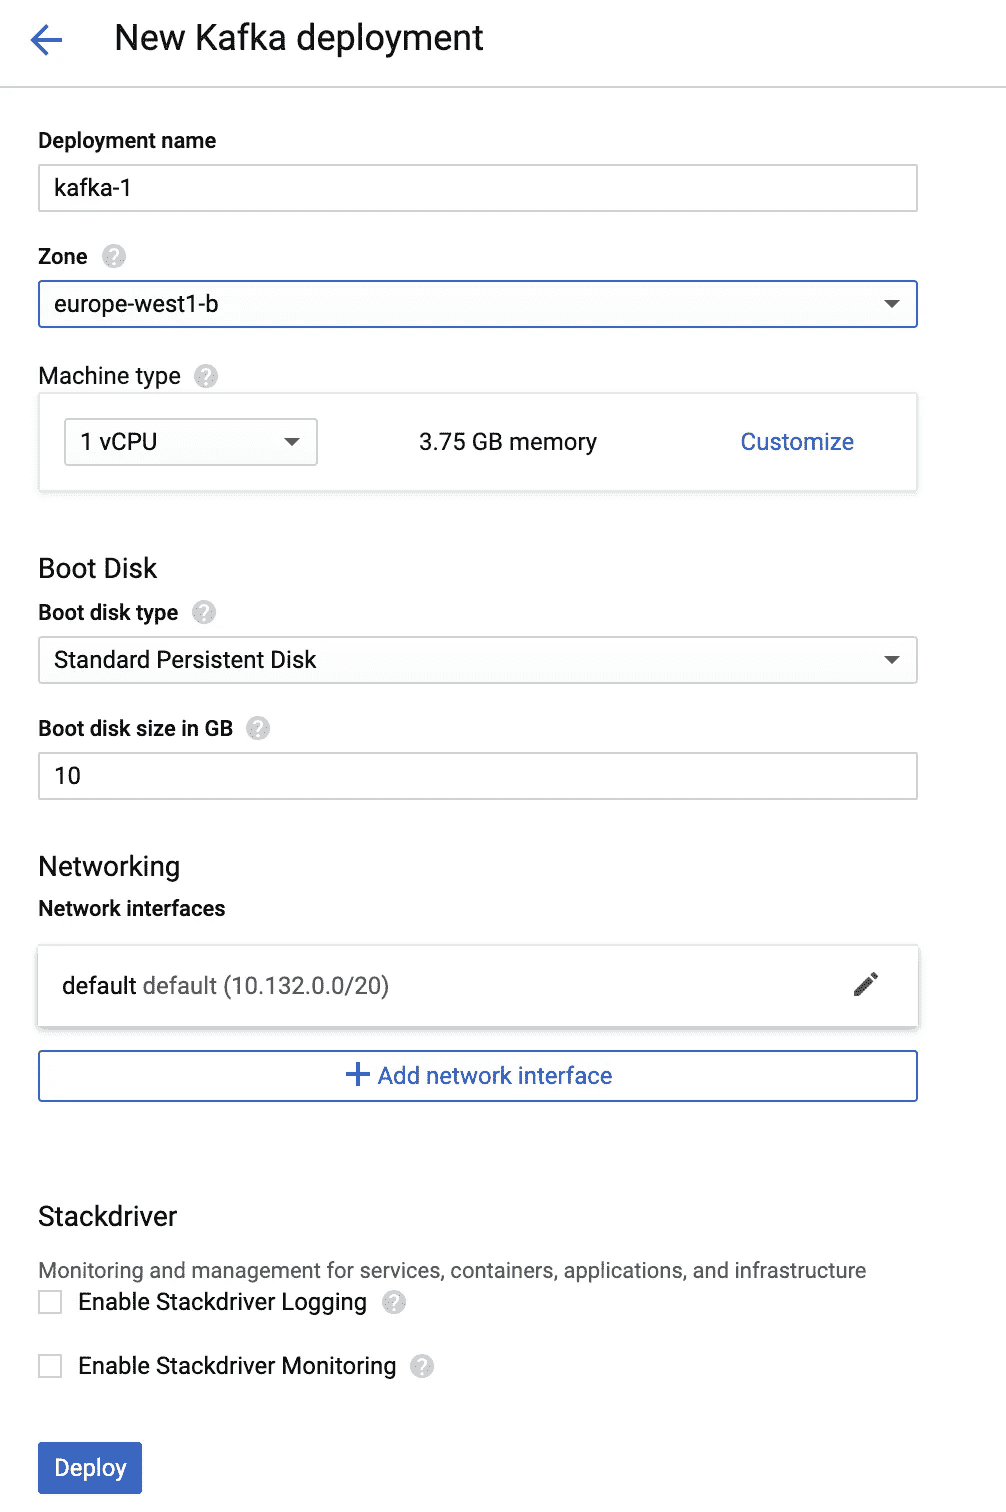 New Kafka deployment
Deployment name
kafka-1
Zone ?
europe-west1-b
Machine type ?
1 vCPU 3.75 GB memory Customize
Boot Disk
Boot disk type ?
Standard Persistent Disk
Boot disk size in GB ?
10
Networking
Network interfaces
default default (10.132.0.0/20)
+ Add network interface
Stackdriver
Monitoring and management for services, containers, applications, and infrastructure
Enable Stackdriver Logging ?
Enable Stackdriver Monitoring ?
Deploy